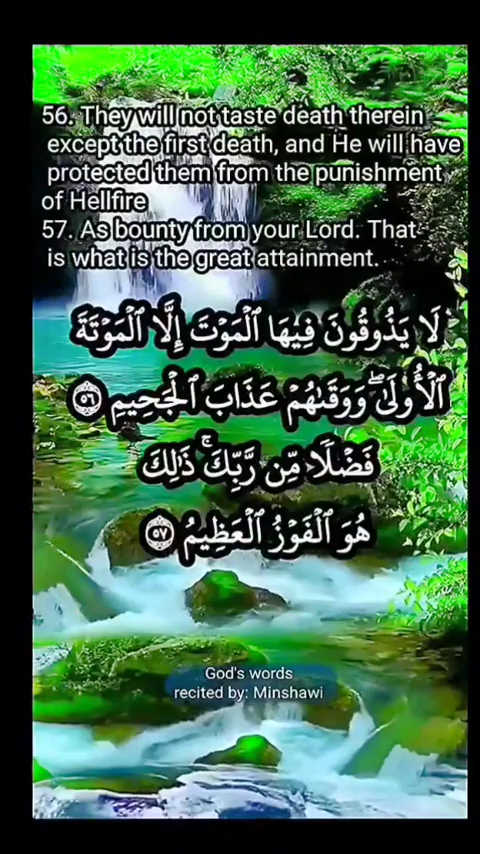 56. They will not taste death therein
except the first death, and He will have
protected them from the punishment
of Hellfire
57. As bounty from your Lord. That
is what is the great attainment.
لَا يَذُوقُونَ فِيهَا ٱلْمَوْتَ إِلَّا ٱلْمَوْتَةَ
ٱلْأُولَىٰ ۖ وَوَقَىٰهُمْ عَذَابَ ٱلْجَحِيمِ ۝٥٦
فَضْلًا مِّن رَّبِّكَ ۚ ذَٰلِكَ
هُوَ ٱلْفَوْزُ ٱلْعَظِيمُ ۝٥٧
God's words
recited by: Minshawi